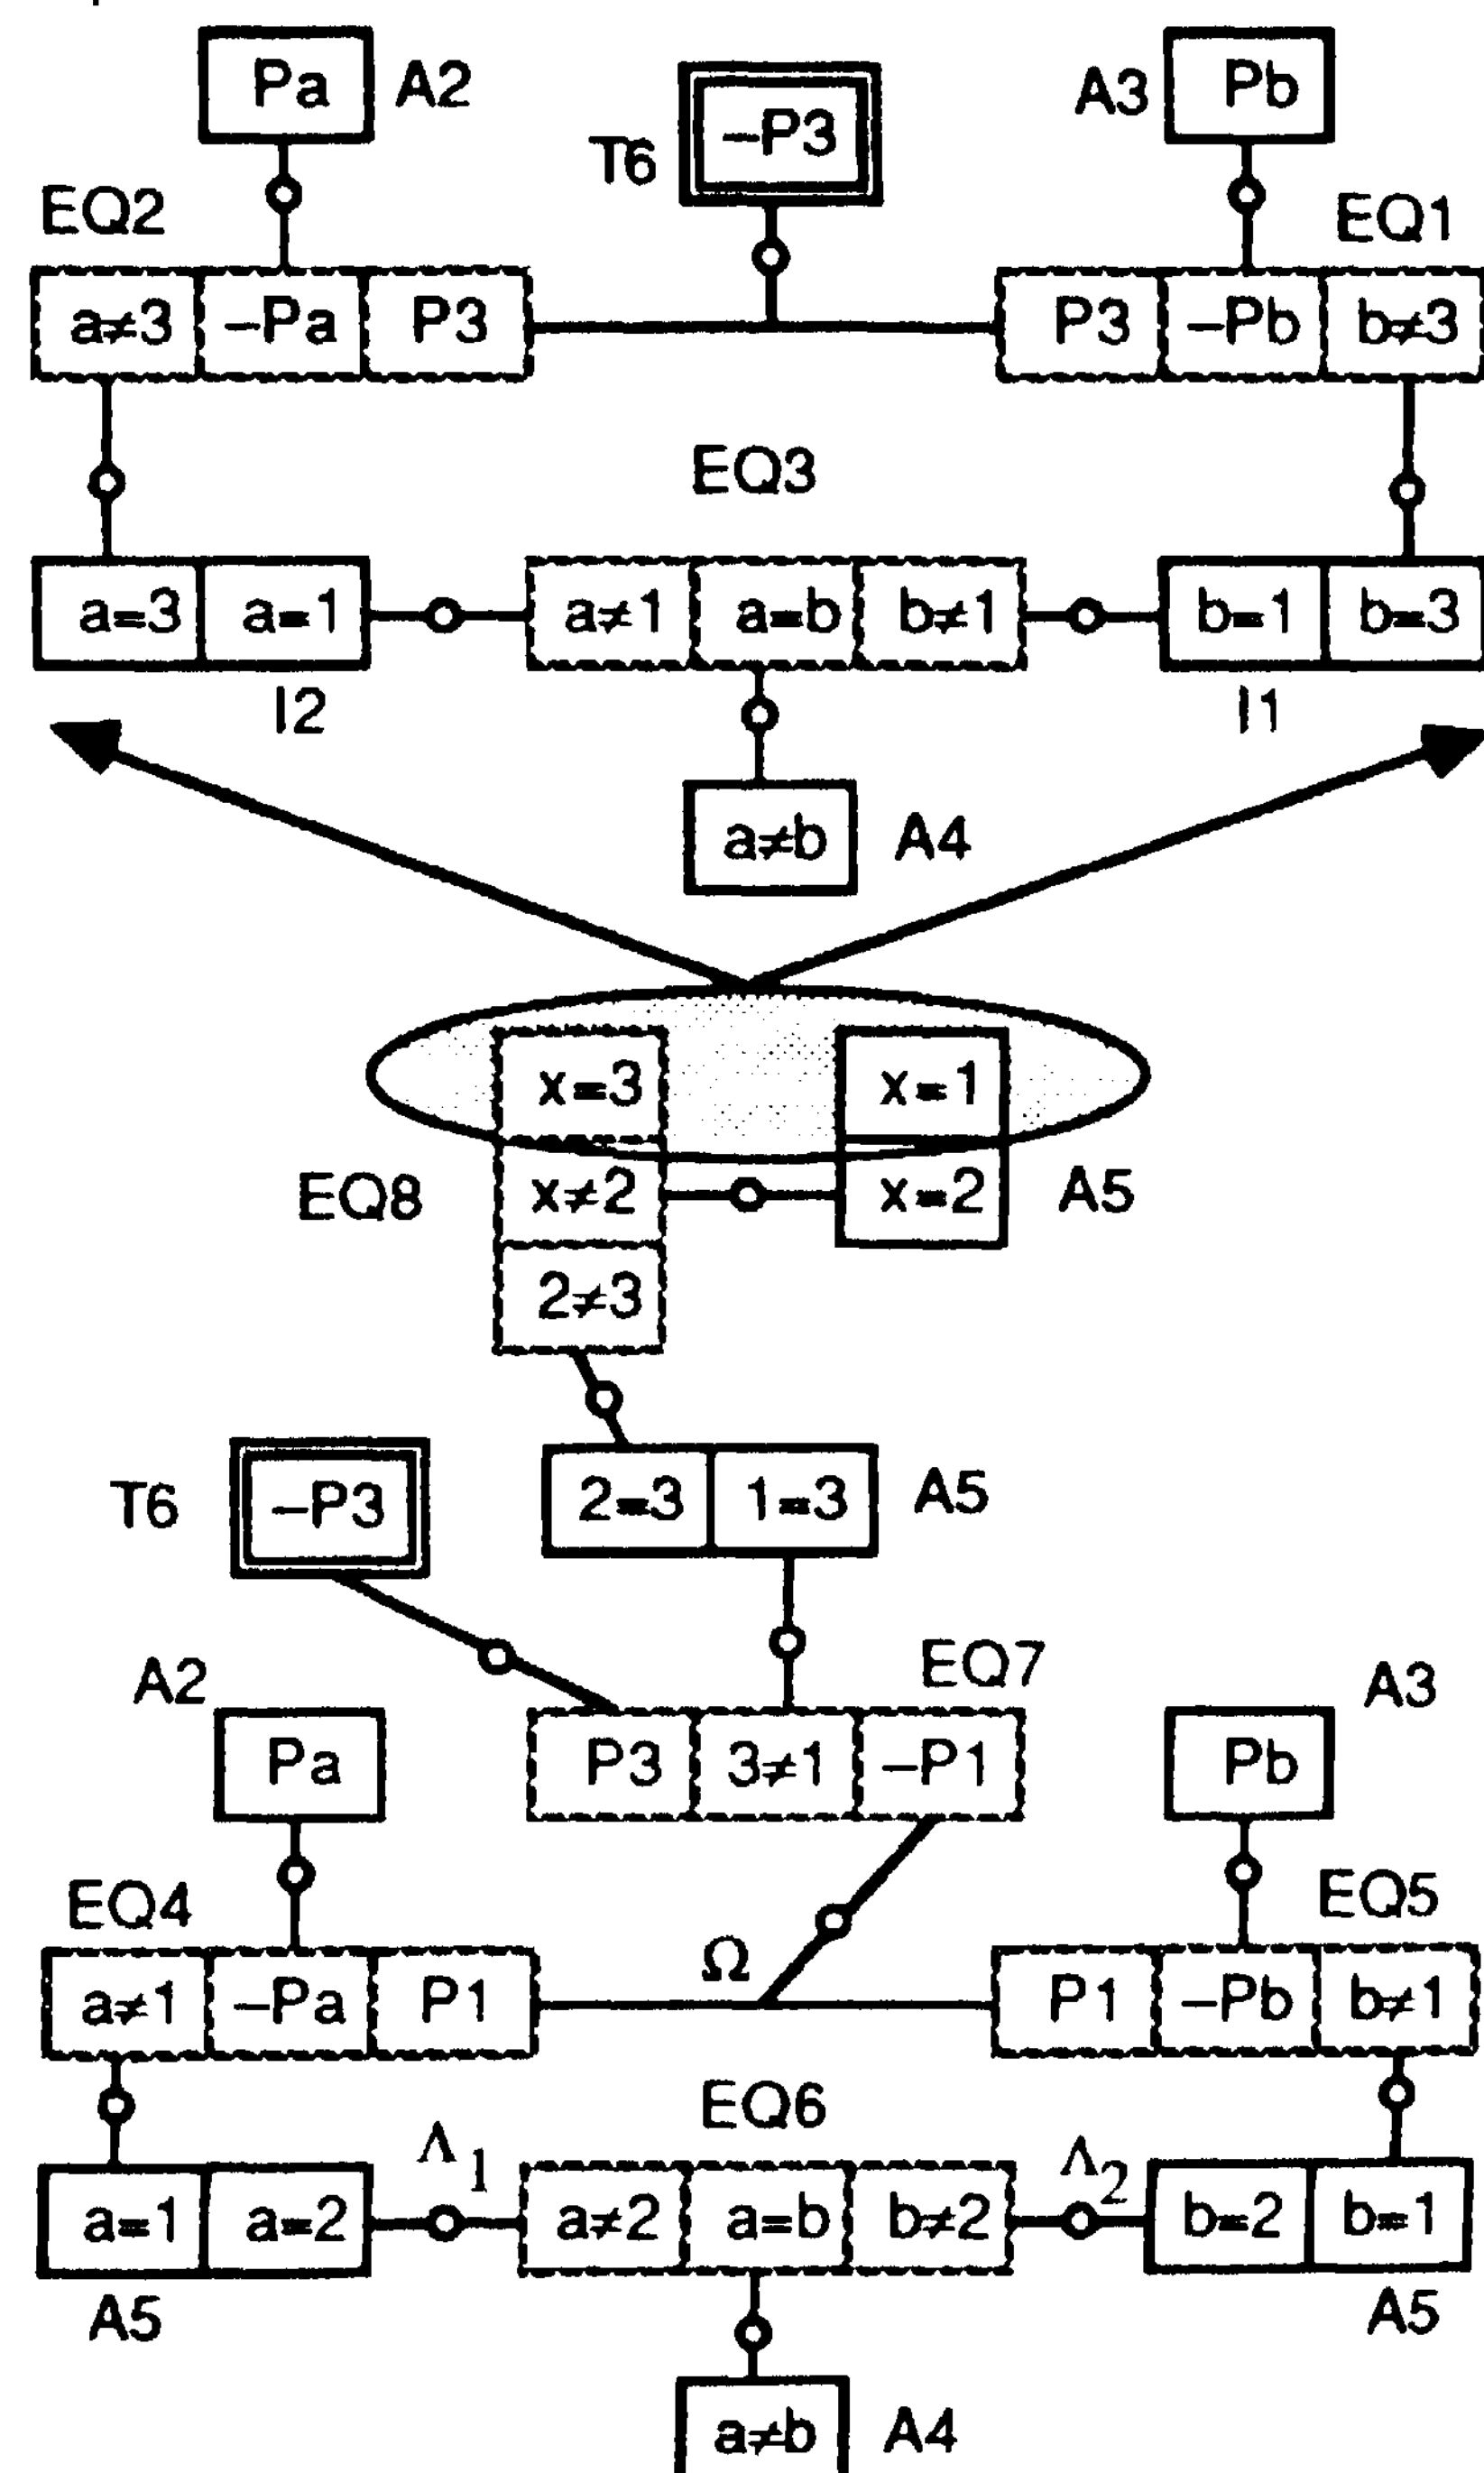 Pa A2 A3 Pb
T6 –P3
EQ2 EQ1
a≠3 –Pa P3 P3 –Pb b≠3
EQ3
a=3 a=1 a≠1 a=b b≠1 b=1 b=3
I2 I1
a≠b A4
x=3 x=1
EQ8 x≠2 x=2 A5
2≠3
T6 –P3 2=3 1=3 A5
EQ7
A2 A3
Pa P3 3≠1 –P1 Pb
EQ4 EQ5
Ω
a≠1 –Pa P1 P1 –Pb b≠1
EQ6
Λ1 Λ2
a=1 a=2 a≠2 a=b b≠2 b=2 b=1
A5 A5
a≠b A4